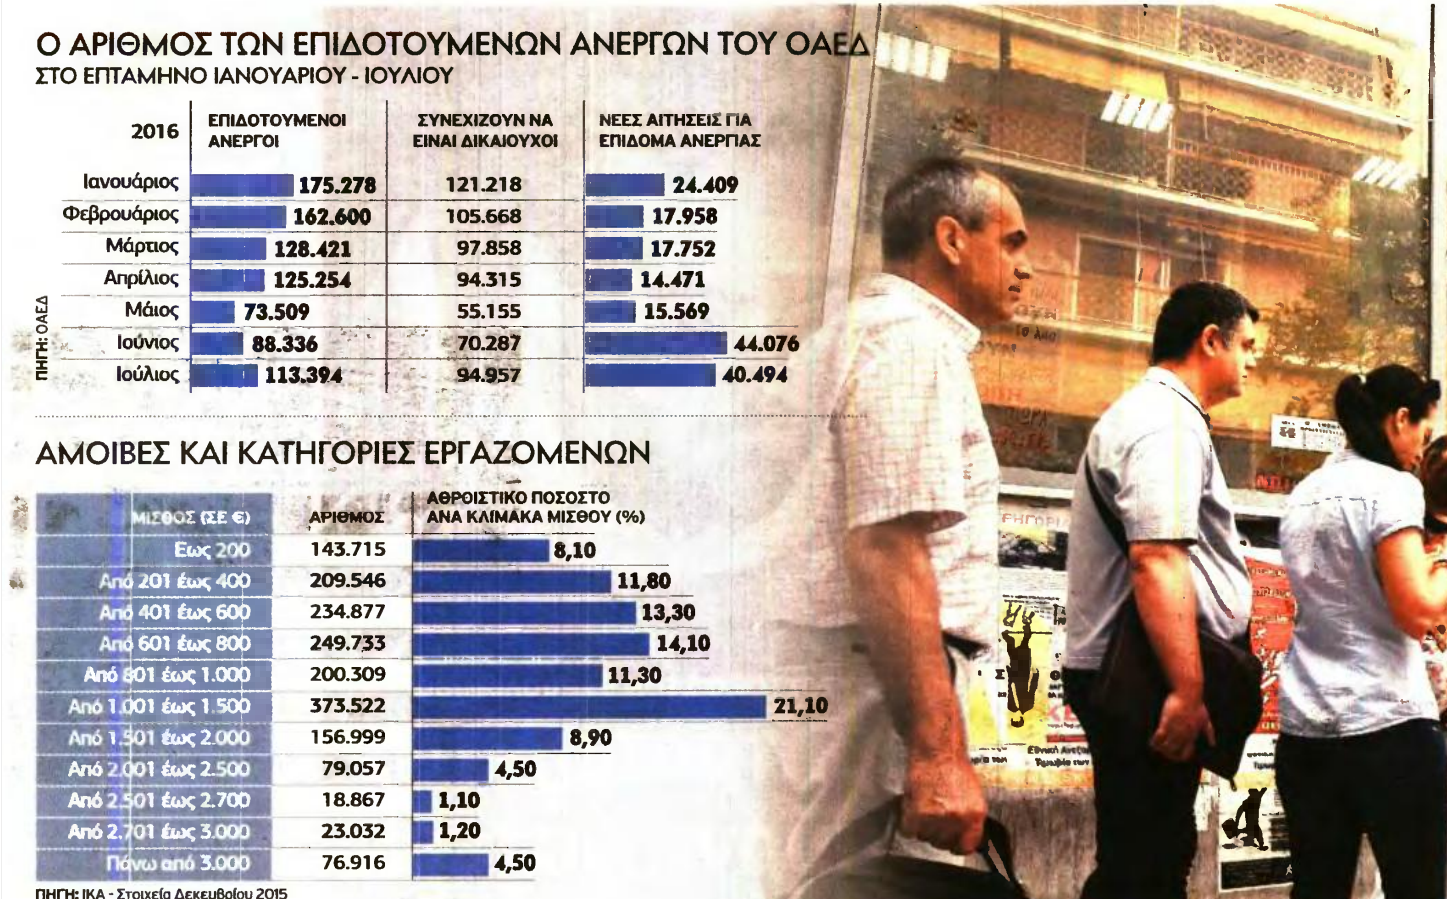 Ο ΑΡΙΘΜΟΣ ΤΩΝ ΕΠΙΔΟΤΟΥΜΕΝΩΝ ΑΝΕΡΓΩΝ ΤΟΥ ΟΑΕΔ
ΣΤΟ ΕΠΤΑΜΗΝΟ ΙΑΝΟΥΑΡΙΟΥ - ΙΟΥΛΙΟΥ
2016 ΕΠΙΔΟΤΟΥΜΕΝΟΙ ΑΝΕΡΓΟΙ ΣΥΝΕΧΙΖΟΥΝ ΝΑ ΕΙΝΑΙ ΔΙΚΑΙΟΥΧΟΙ ΝΕΕΣ ΑΙΤΗΣΕΙΣ ΓΙΑ ΕΠΙΔΟΜΑ ΑΝΕΡΓΙΑΣ
Ιανουάριος 175.278 121.218 24.409
Φεβρουάριος 162.600 105.668 17.958
Μάρτιος 128.421 97.858 17.752
Απρίλιος 125.254 94.315 14.471
Μάιος 73.509 55.155 15.569
Ιούνιος 88.336 70.287 44.076
Ιούλιος 113.394 94.957 40.494
ΠΗΓΗ: ΟΑΕΔ
ΑΜΟΙΒΕΣ ΚΑΙ ΚΑΤΗΓΟΡΙΕΣ ΕΡΓΑΖΟΜΕΝΩΝ
ΜΙΣΘΟΣ (ΣΕ €) ΑΡΙΘΜΟΣ ΑΘΡΟΙΣΤΙΚΟ ΠΟΣΟΣΤΟ ΑΝΑ ΚΛΙΜΑΚΑ ΜΙΣΘΟΥ (%)
Εως 200 143.715 8,10
Από 201 έως 400 209.546 11,80
Από 401 έως 600 234.877 13,30
Από 601 έως 800 249.733 14,10
Από 801 έως 1.000 200.309 11,30
Από 1.001 έως 1.500 373.522 21,10
Από 1.501 έως 2.000 156.999 8,90
Από 2.001 έως 2.500 79.057 4,50
Από 2.501 έως 2.700 18.867 1,10
Από 2.701 έως 3.000 23.032 1,20
Πάνω από 3.000 76.916 4,50
ΠΗΓΗ: ΙΚΑ - Στοιχεία Δεκεμβρίου 2015